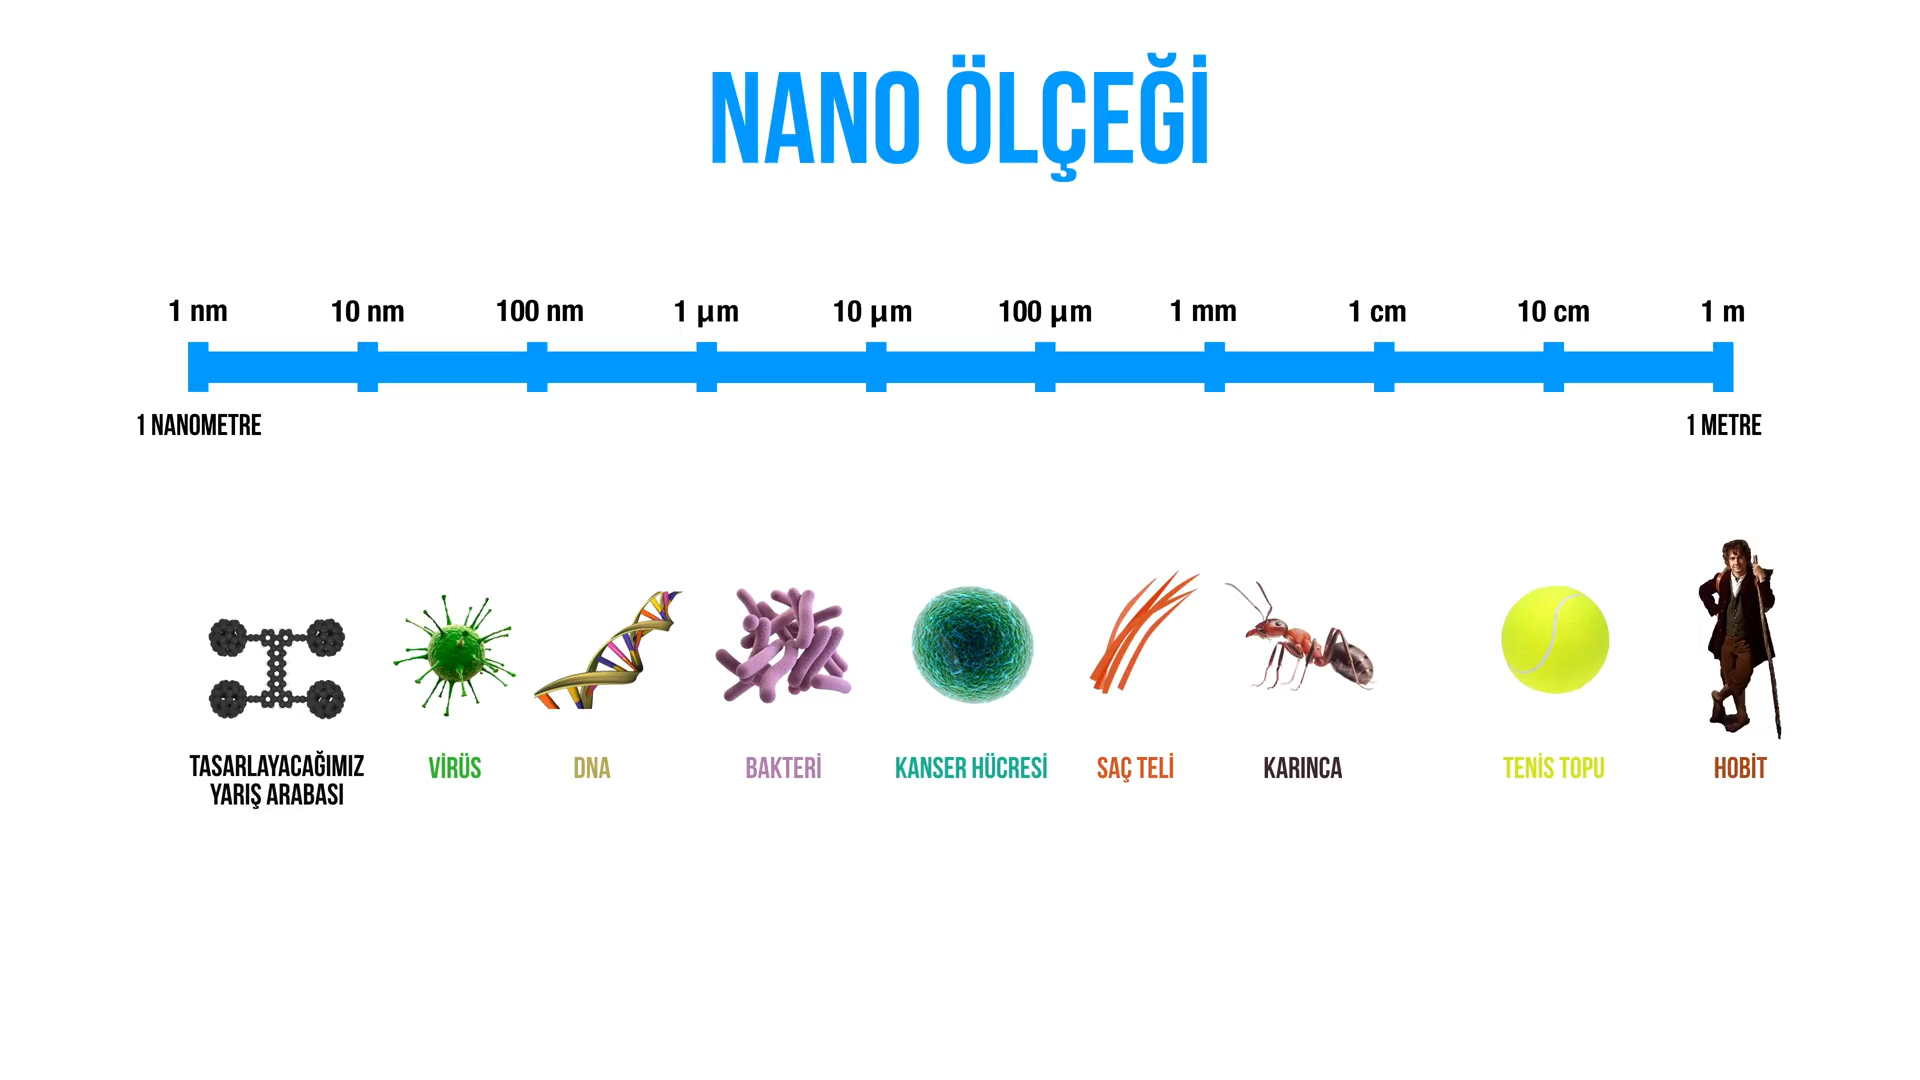 NANO ÖLÇEĞİ
1 nm 10 nm 100 nm 1 µm 10 µm 100 µm 1 mm 1 cm 10 cm 1 m
1 NANOMETRE 1 METRE
TASARLAYACAĞIMIZ VİRÜS DNA BAKTERİ KANSER HÜCRESİ SAÇ TELİ KARINCA TENİS TOPU HOBİT
YARIŞ ARABASI